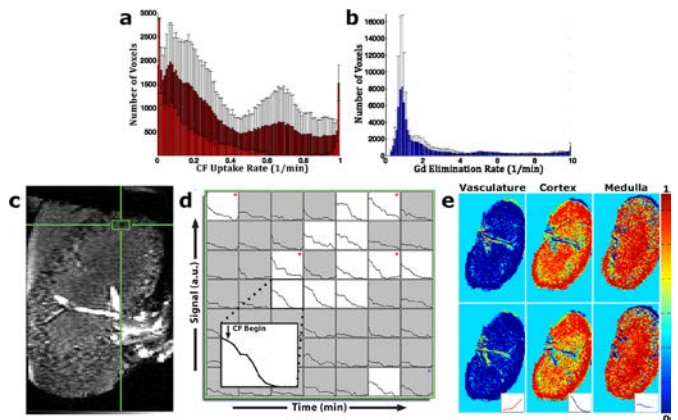 a
3000
2500
2000
1500
1000
500
Number of Voxels
0
0.2
0.4
0.6
0.8
1
CF Uptake Rate (1/min)
b
16000
14000
12000
10000
8000
6000
4000
2000
Number of Voxels
0
2
4
6
8
10
Gd Elimination Rate (1/min)
c
d
Signal (a.u.)
CF Begin
Time (min)
e
Vasculature Cortex Medulla
1
0